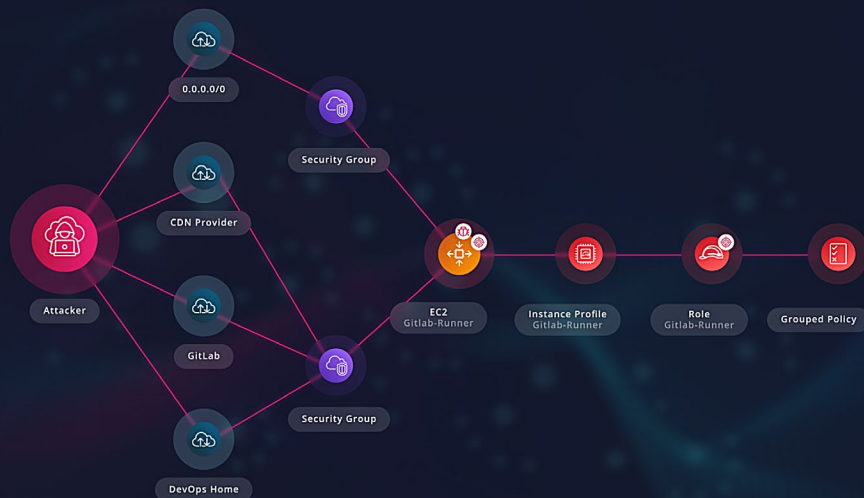 0.0.0.0/0
Security Group
CDN Provider
Attacker
EC2
Gitlab-Runner
Instance Profile
Gitlab-Runner
Role
Gitlab-Runner
Grouped Policy
GitLab
Security Group
DevOps Home